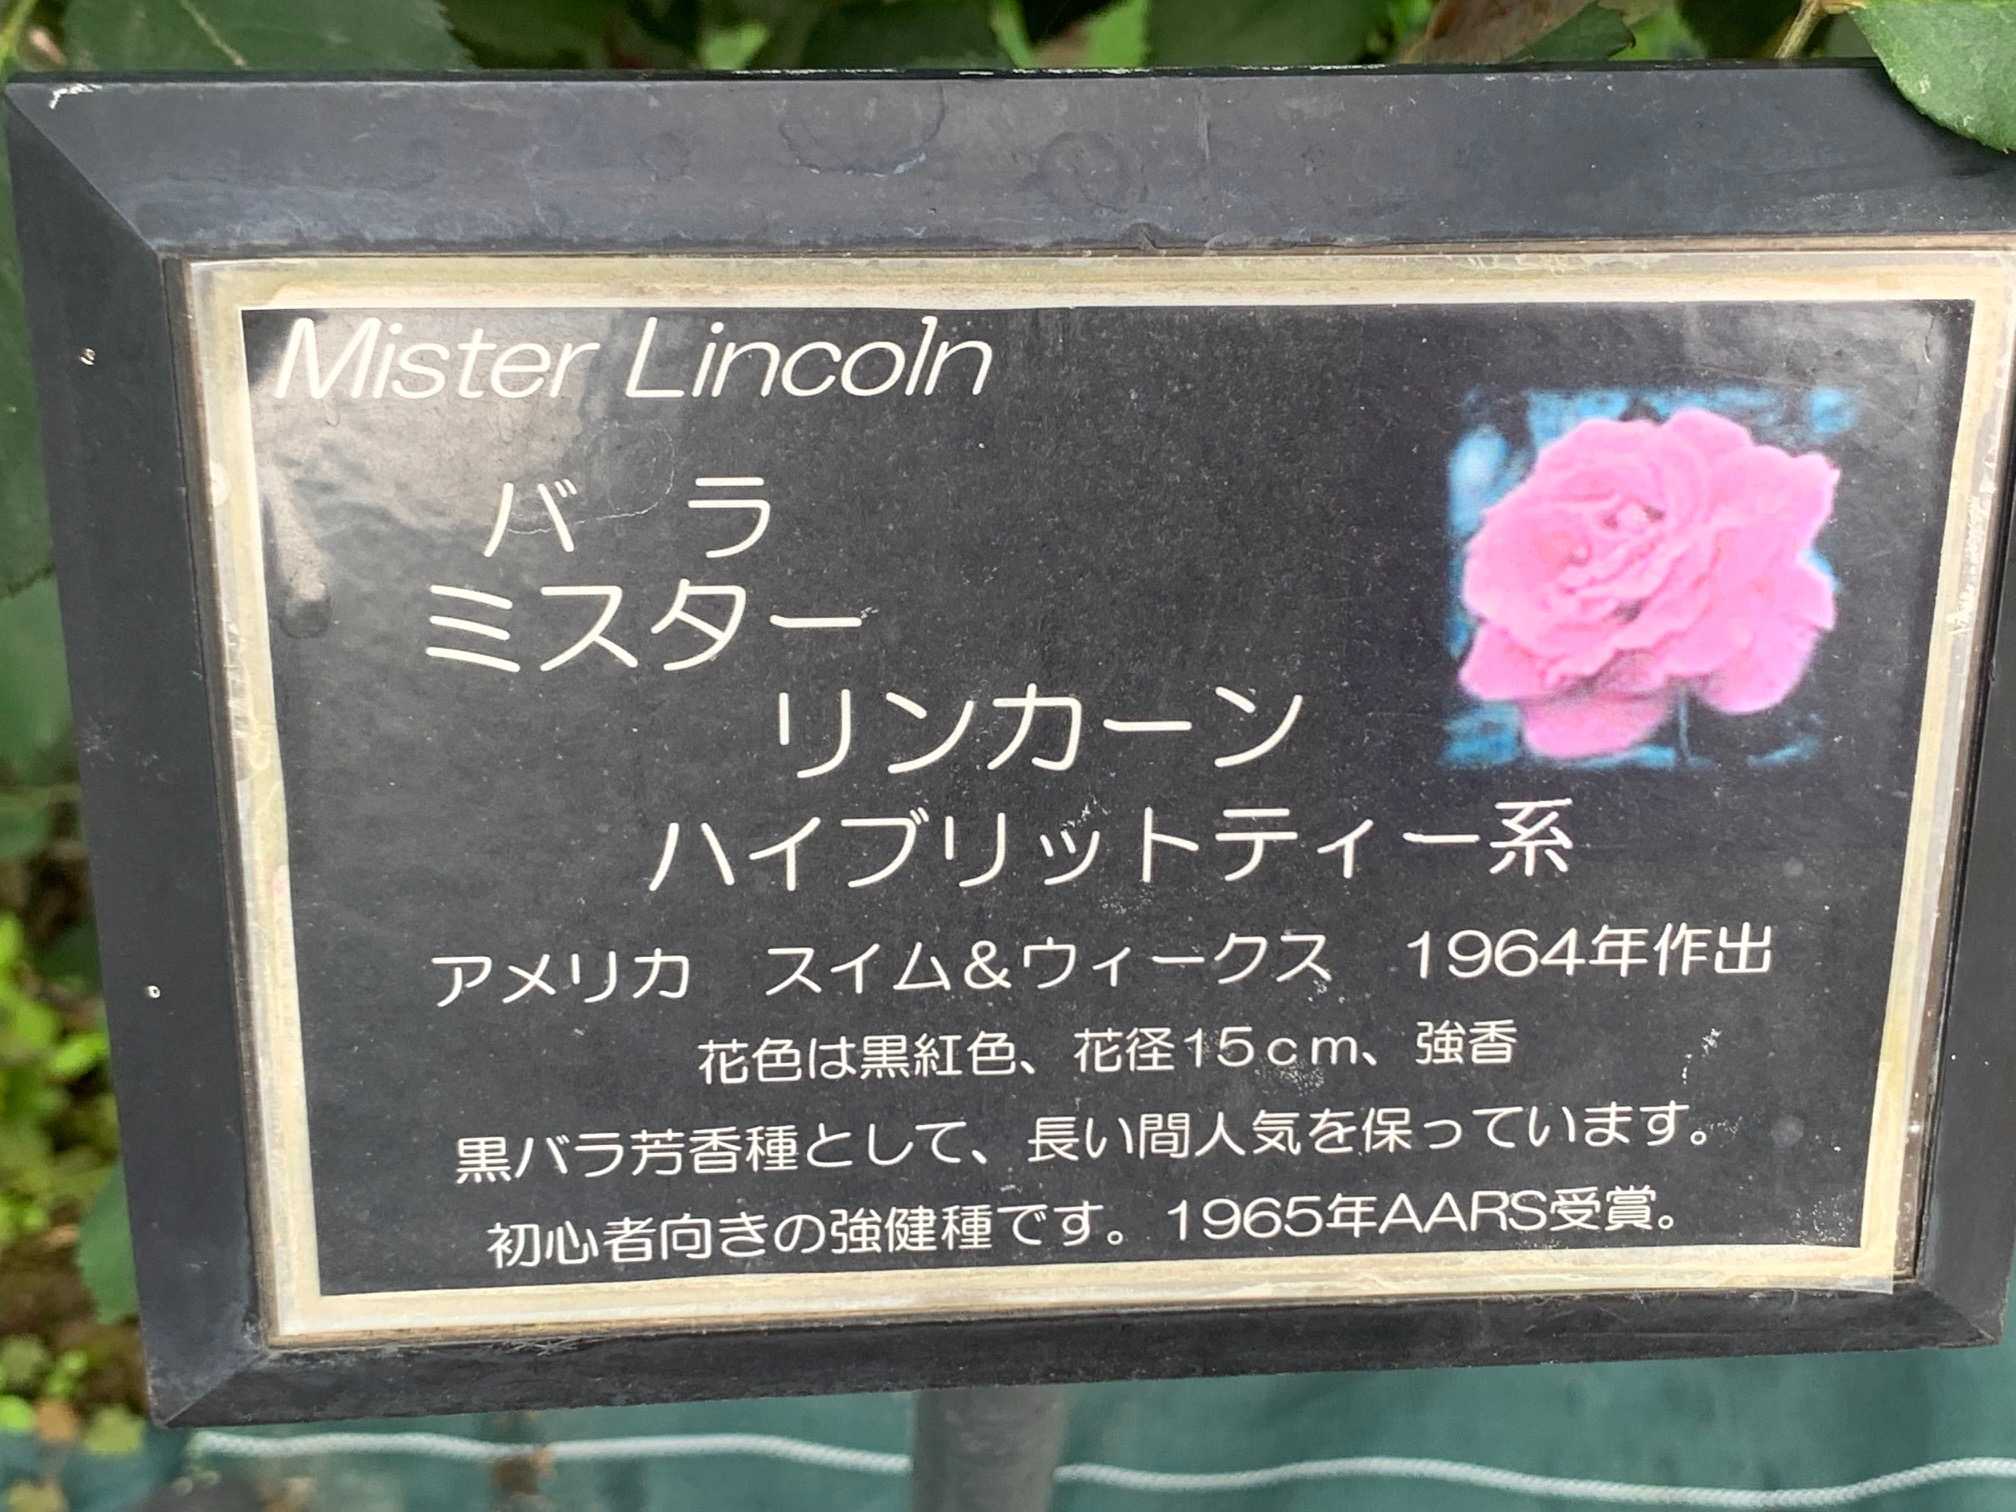 Mister Lincoln
バ　ラ
ミスター
リンカーン
ハイブリットティー系
アメリカ　スイム＆ウィークス　1964年作出
花色は黒紅色、花径15ｃｍ、強香
黒バラ芳香種として、長い間人気を保っています。
初心者向きの強健種です。1965年AARS受賞。